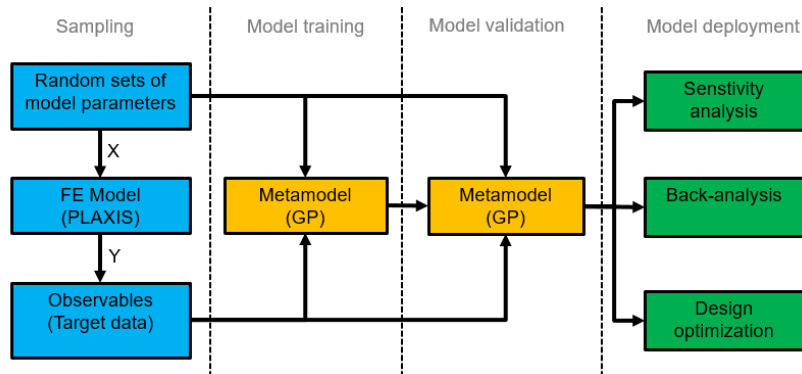 Sampling
Model training
Model validation
Model deployment
Random sets of
model parameters
X
FE Model
(PLAXIS)
Y
Observables
(Target data)
Metamodel
(GP)
Metamodel
(GP)
Senstivity
analysis
Back-analysis
Design
optimization